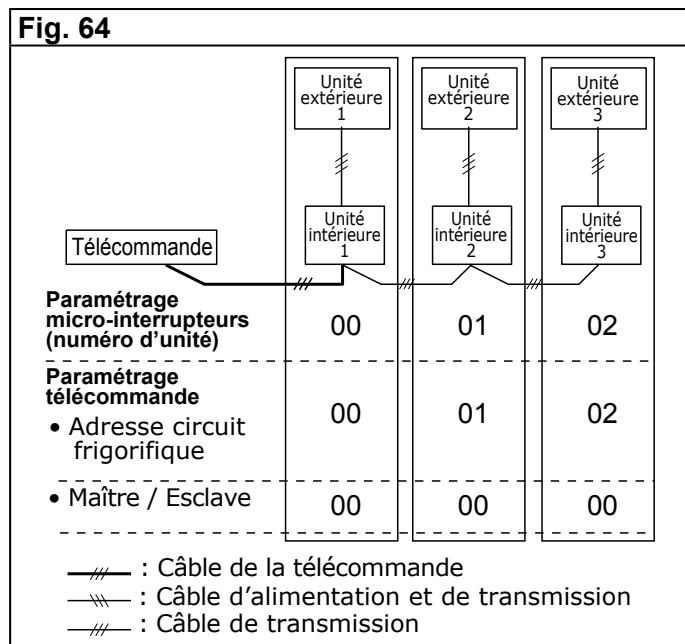 Fig. 64
Unité
extérieure
1
Unité
extérieure
2
Unité
extérieure
3
Télécommande
Unité
intérieure
1
Unité
intérieure
2
Unité
intérieure
3
Paramétrage
micro-interrupteurs
(numéro d'unité)
00 01 02
Paramétrage
télécommande
• Adresse circuit
frigorifique
00 01 02
• Maître / Esclave 00 00 00
: Câble de la télécommande
: Câble d'alimentation et de transmission
: Câble de transmission